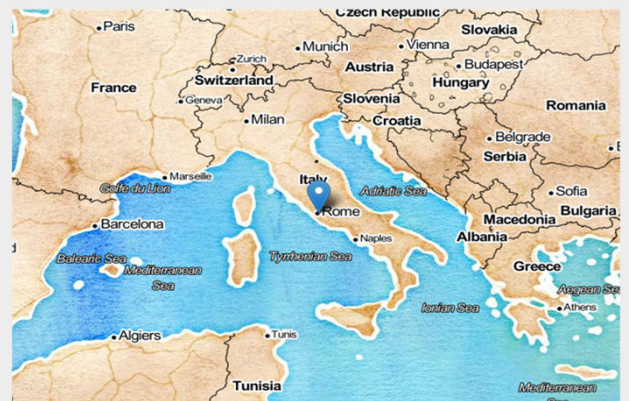 Czech Republic
Paris
Slovakia
Munich
Vienna
Zurich
Budapest
Austria
Switzerland
Hungary
France
Geneva
Slovenia
Romania
Milan
Croatia
Belgrade
Serbia
Marseille
Italy
Golfe du Lion
Adriatic Sea
Sofia
Rome
Bulgaria
Macedonia
Barcelona
Albania
Naples
Balearic Sea
Tyrrhenian Sea
Mediterranean
Sea
Greece
Aegean
Ionian Sea
Athens
Algiers
Tunis
Tunisia
Mediterranean